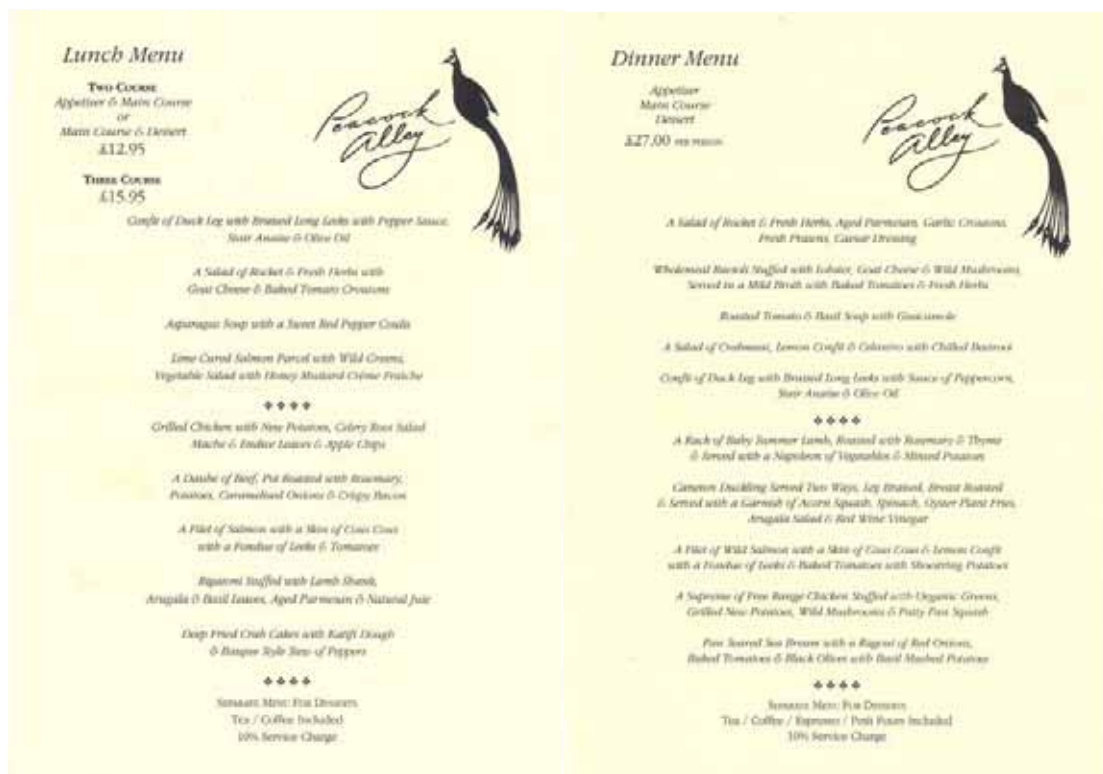 Lunch Menu
TWO COURSE
Appetizer & Main Course
or
Main Course & Dessert
£12.95
THREE COURSE
£15.95
Peacock
Alley
Confit of Duck Leg with Braised Long Leeks with Pepper Sauce,
Starr Anaise & Olive Oil
A Salad of Rocket & Fresh Herbs with
Goat Cheese & Baked Tomato Croutons
Asparagus Soup with a Sweet Red Pepper Coulis
Lime Cured Salmon Parcel with Wild Greens,
Vegetable Salad with Honey Mustard Crème Fraiche
Grilled Chicken with New Potatoes, Celery Root Salad
Mache & Endive Leaves & Apple Chips
A Daube of Beef, Pot Roasted with Rosemary,
Potatoes, Caramelised Onions & Crispy Bacon
A Filet of Salmon with a Skin of Cous Cous
with a Fondue of Leeks & Tomatoes
Rigatoni Stuffed with Lamb Shank,
Arugala & Basil Leaves, Aged Parmesan & Natural Juie
Deep Fried Crab Cakes with Katifi Dough
& Basque Style Stew of Peppers
SEPARATE MENU FOR DESSERTS
Tea / Coffee Included
10% Service Charge
Dinner Menu
Appetizer
Main Course
Dessert
£27.00 PER PERSON
Peacock
Alley
A Salad of Rocket & Fresh Herbs, Aged Parmesan, Garlic Croutons,
Fresh Prawns, Caesar Dressing
Wholemeal Ravioli Stuffed with Lobster, Goat Cheese & Wild Mushrooms,
Served in a Mild Broth with Baked Tomatoes & Fresh Herbs
Roasted Tomato & Basil Soup with Guacamole
A Salad of Crabmeat, Lemon Confit & Coriantro with Chilled Beetroot
Confit of Duck Leg with Braised Long Leeks with Sauce of Peppercorn,
Starr Anaise & Olive Oil
A Rack of Baby Summer Lamb, Roasted with Rosemary & Thyme
& Served with a Napoleon of Vegetables & Minted Potatoes
Duckling Served Two Ways, Leg Braised, Breast Roasted
& Served with a Garnish of Acorn Squash, Spinach, Oyster Plant Fries,
Arugala Salad & Red Wine Vinegar
A Filet of Wild Salmon with a Skin of Cous Cous & Lemon Confit
with a Fondue of Leeks & Baked Tomatoes with Shoestring Potatoes
A Supreme of Free Range Chicken Stuffed with Organic Greens,
Grilled New Potatoes, Wild Mushrooms & Patty Pan Squash
Pan Seared Sea Bream with a Ragout of Red Onions,
Baked Tomatoes & Black Olives with Basil Mashed Potatoes
SEPARATE MENU FOR DESSERTS
Tea / Coffee / Espresso / Petit Fours Included
10% Service Charge